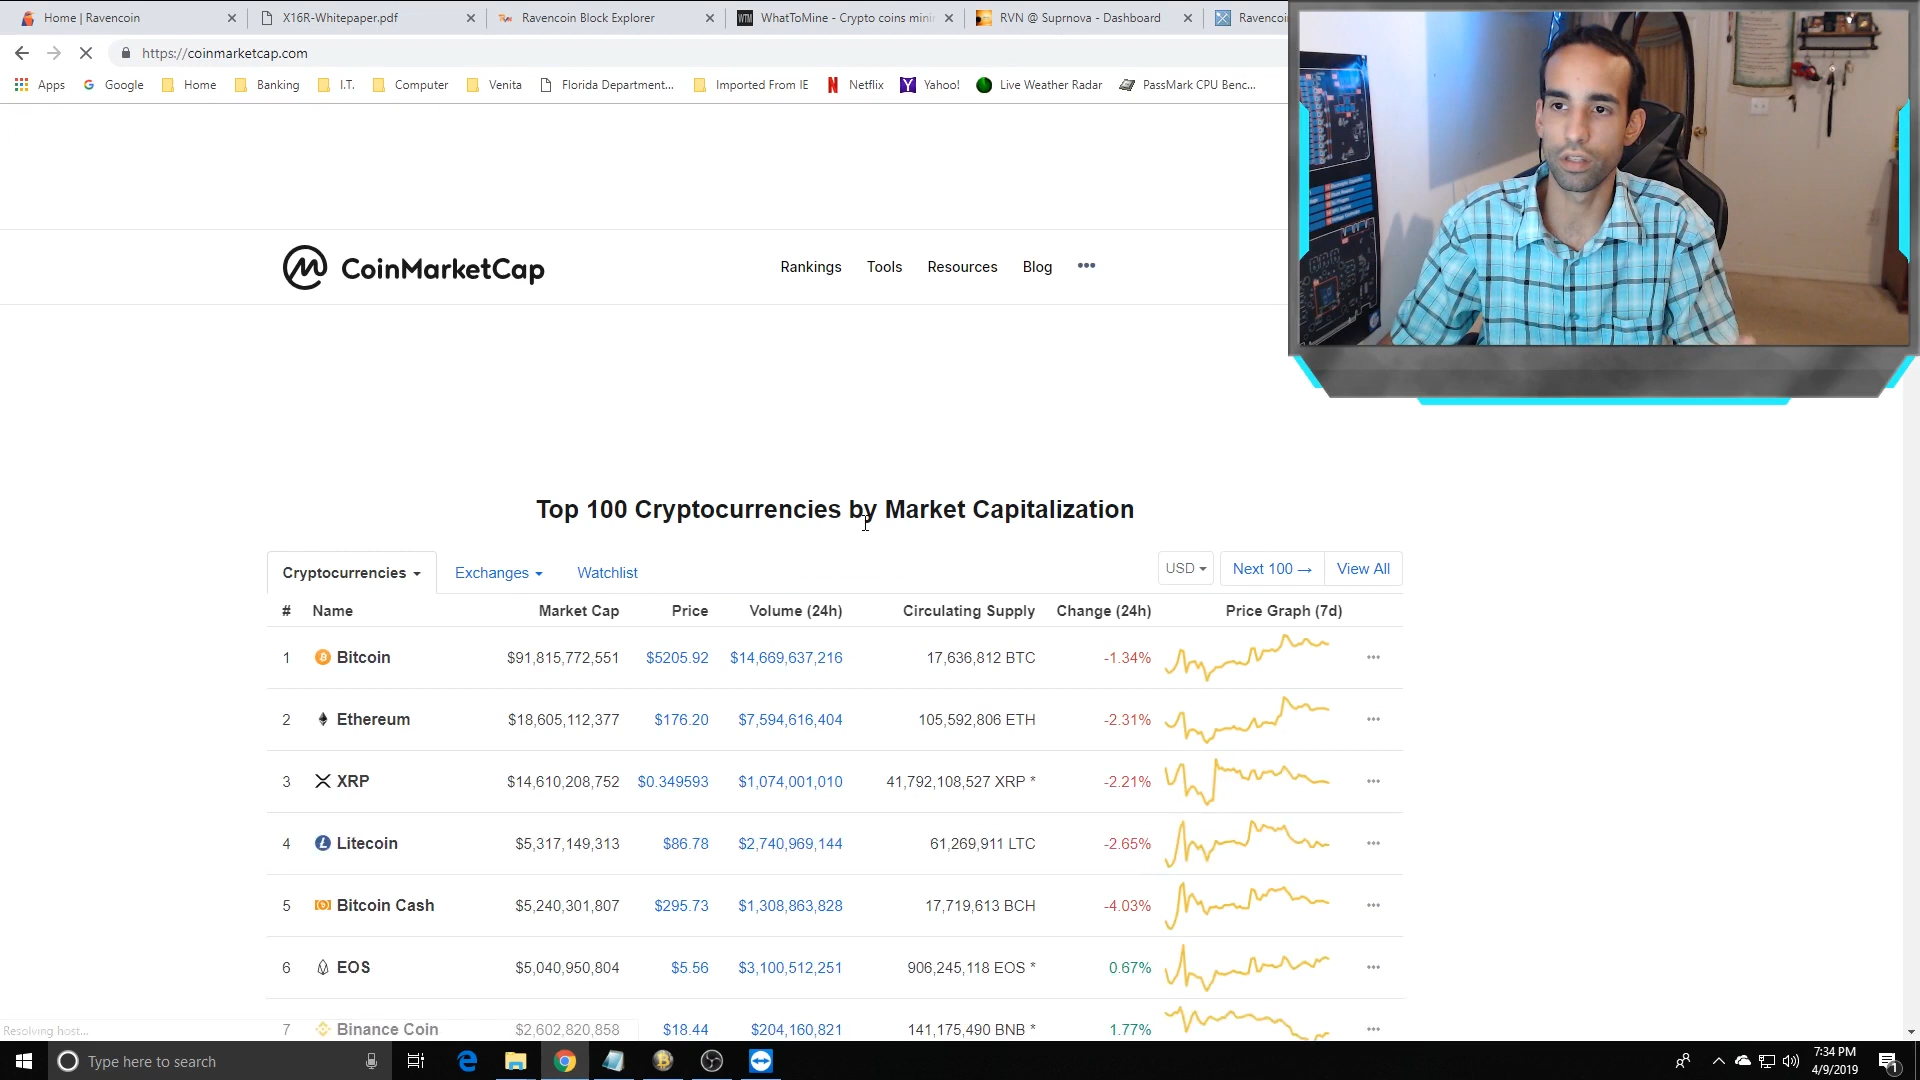 Home | Ravencoin
X16R-Whitepaper.pdf
Ravencoin Block Explorer
WhatToMine - Crypto coins mini
RVN @ Suprnova - Dashboard
Ravencoi
https://coinmarketcap.com
Apps
Google
Home
Banking
I.T.
Computer
Venita
Florida Department...
Imported From IE
Netflix
Yahoo!
Live Weather Radar
PassMark CPU Benc...
CoinMarketCap
Rankings
Tools
Resources
Blog
Top 100 Cryptocurrencies by Market Capitalization
Cryptocurrencies
Exchanges
Watchlist
USD
Next 100 →
View All
# Name Market Cap Price Volume (24h) Circulating Supply Change (24h) Price Graph (7d)
1 Bitcoin $91,815,772,551 $5205.92 $14,669,637,216 17,636,812 BTC -1.34%
2 Ethereum $18,605,112,377 $176.20 $7,594,616,404 105,592,806 ETH -2.31%
3 XRP $14,610,208,752 $0.349593 $1,074,001,010 41,792,108,527 XRP * -2.21%
4 Litecoin $5,317,149,313 $86.78 $2,740,969,144 61,269,911 LTC -2.65%
5 Bitcoin Cash $5,240,301,807 $295.73 $1,308,863,828 17,719,613 BCH -4.03%
6 EOS $5,040,950,804 $5.56 $3,100,512,251 906,245,118 EOS * 0.67%
7 Binance Coin $2,602,820,858 $18.44 $204,160,821 141,175,490 BNB * 1.77%
Resolving host...
Type here to search
7:34 PM
4/9/2019